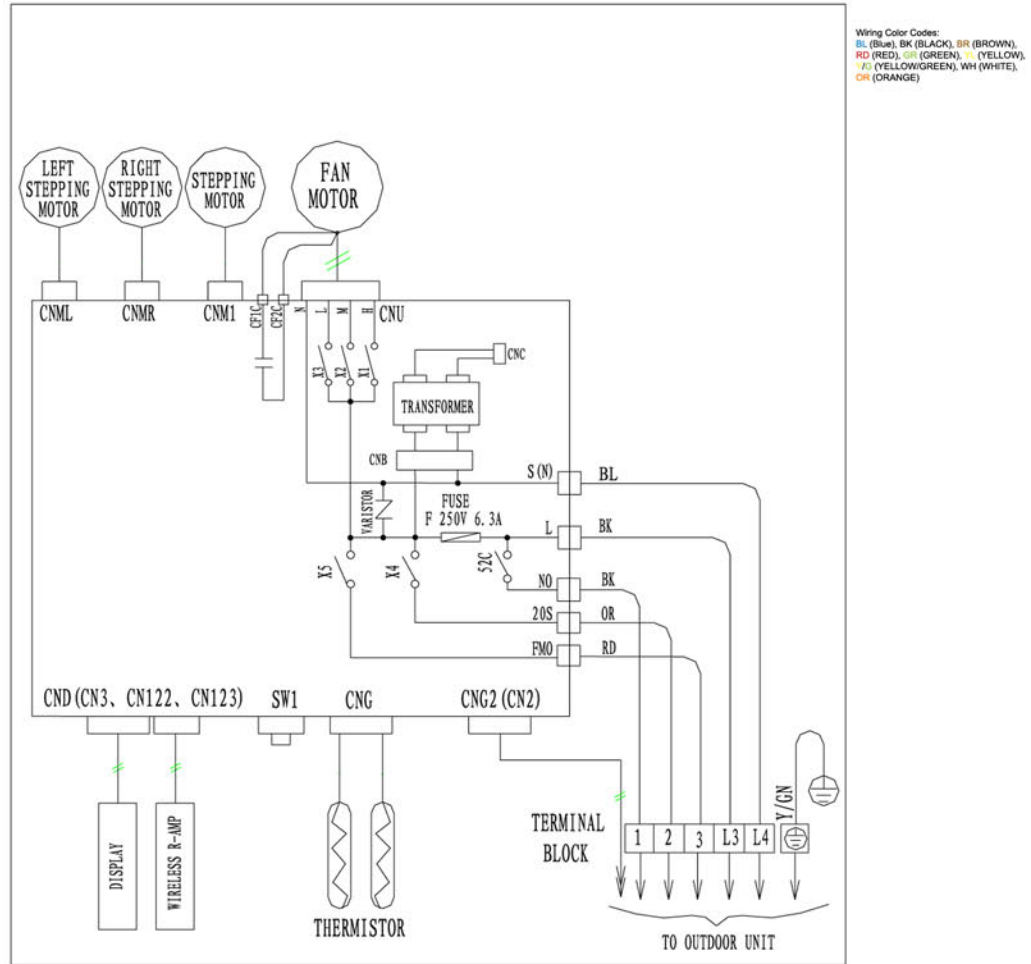 Wiring Color Codes:
BL (Blue), BK (BLACK), BR (BROWN),
RD (RED), GR (GREEN), YL (YELLOW),
Y/G (YELLOW/GREEN), WH (WHITE),
OR (ORANGE)
LEFT
STEPPING
MOTOR
RIGHT
STEPPING
MOTOR
STEPPING
MOTOR
FAN
MOTOR
CNML
CNMR
CNM1
CF1C
CF2C
N
L
M
H
CNU
X3
X2
X1
CNC
TRANSFORMER
CNB
S(N)
BL
VARISTOR
FUSE
F 250V 6.3A
L
BK
X5
X4
52C
NO
BK
20S
OR
FMO
RD
CND(CN3、CN122、CN123)
SW1
CNG
CNG2(CN2)
DISPLAY
WIRELESS R-AMP
THERMISTOR
TERMINAL
BLOCK
1
2
3
L3
L4
Y/GN
TO OUTDOOR UNIT